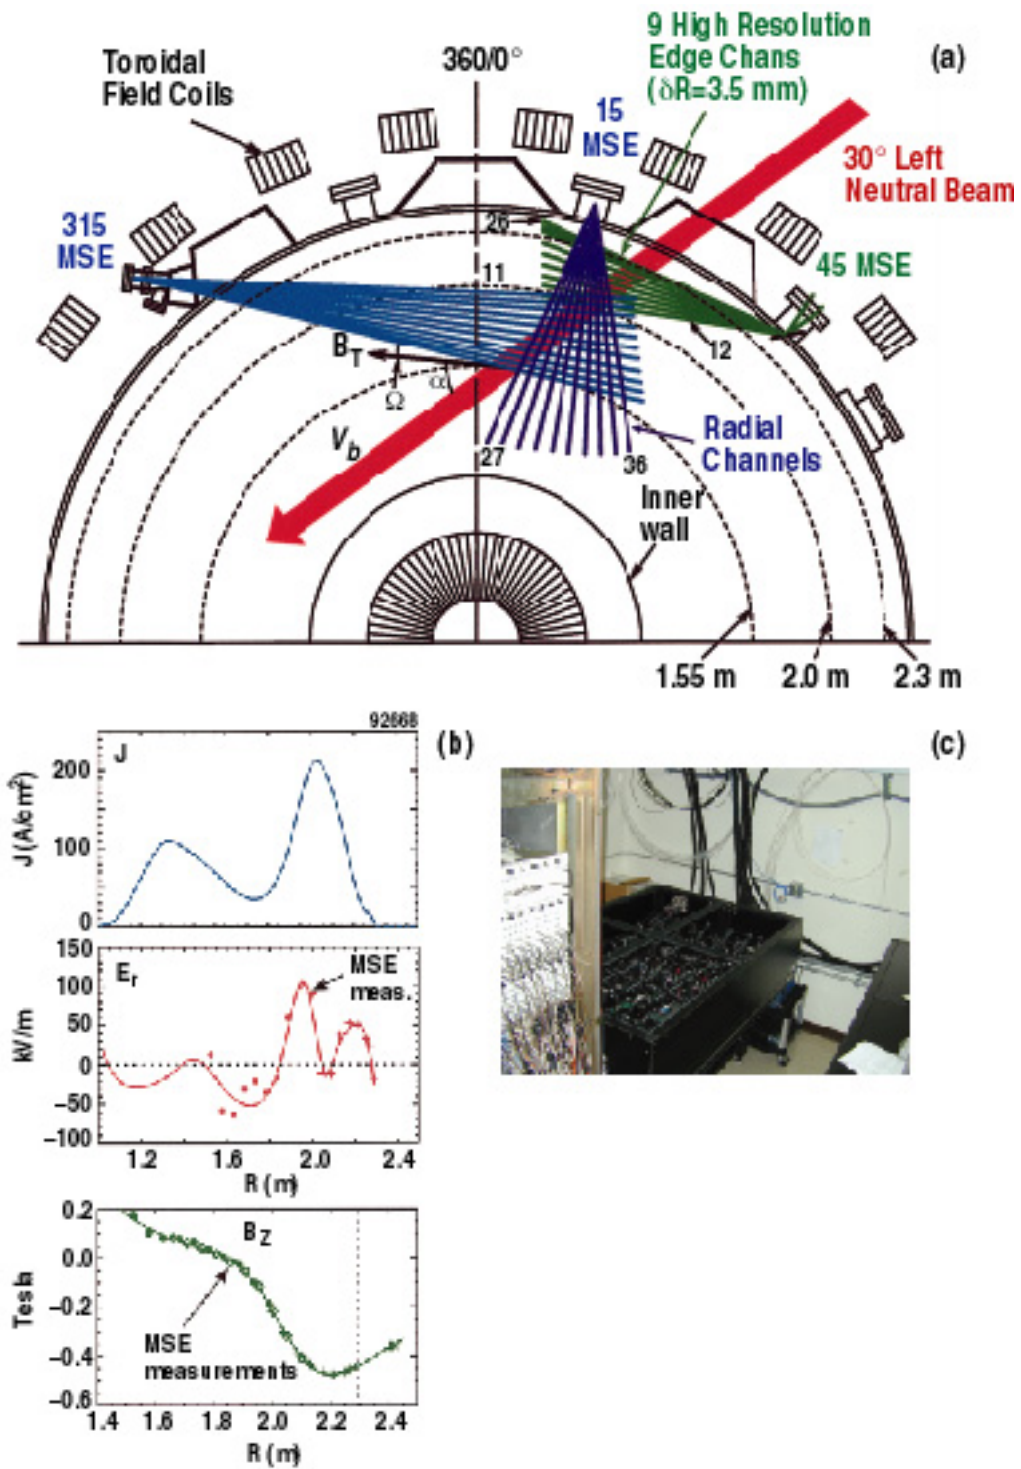 9 High Resolution
Edge Chans
(δR=3.5 mm)
(a)
Toroidal
Field Coils
360/0°
15
MSE
30° Left
Neutral Beam
315
MSE
26
11
45 MSE
12
B_T
Ω
α
V_b
27
36
Radial
Channels
Inner
wall
1.55 m
2.0 m
2.3 m
92668
(b)
(c)
J
J(A/cm²)
200
100
0
150
100
50
0
−50
−100
E_r
MSE
meas.
kV/m
1.2
1.6
2.0
2.4
R (m)
0.2
0.0
−0.2
−0.4
−0.6
B_Z
Tesla
MSE
measurements
1.4
1.6
1.8
2.0
2.2
2.4
R (m)